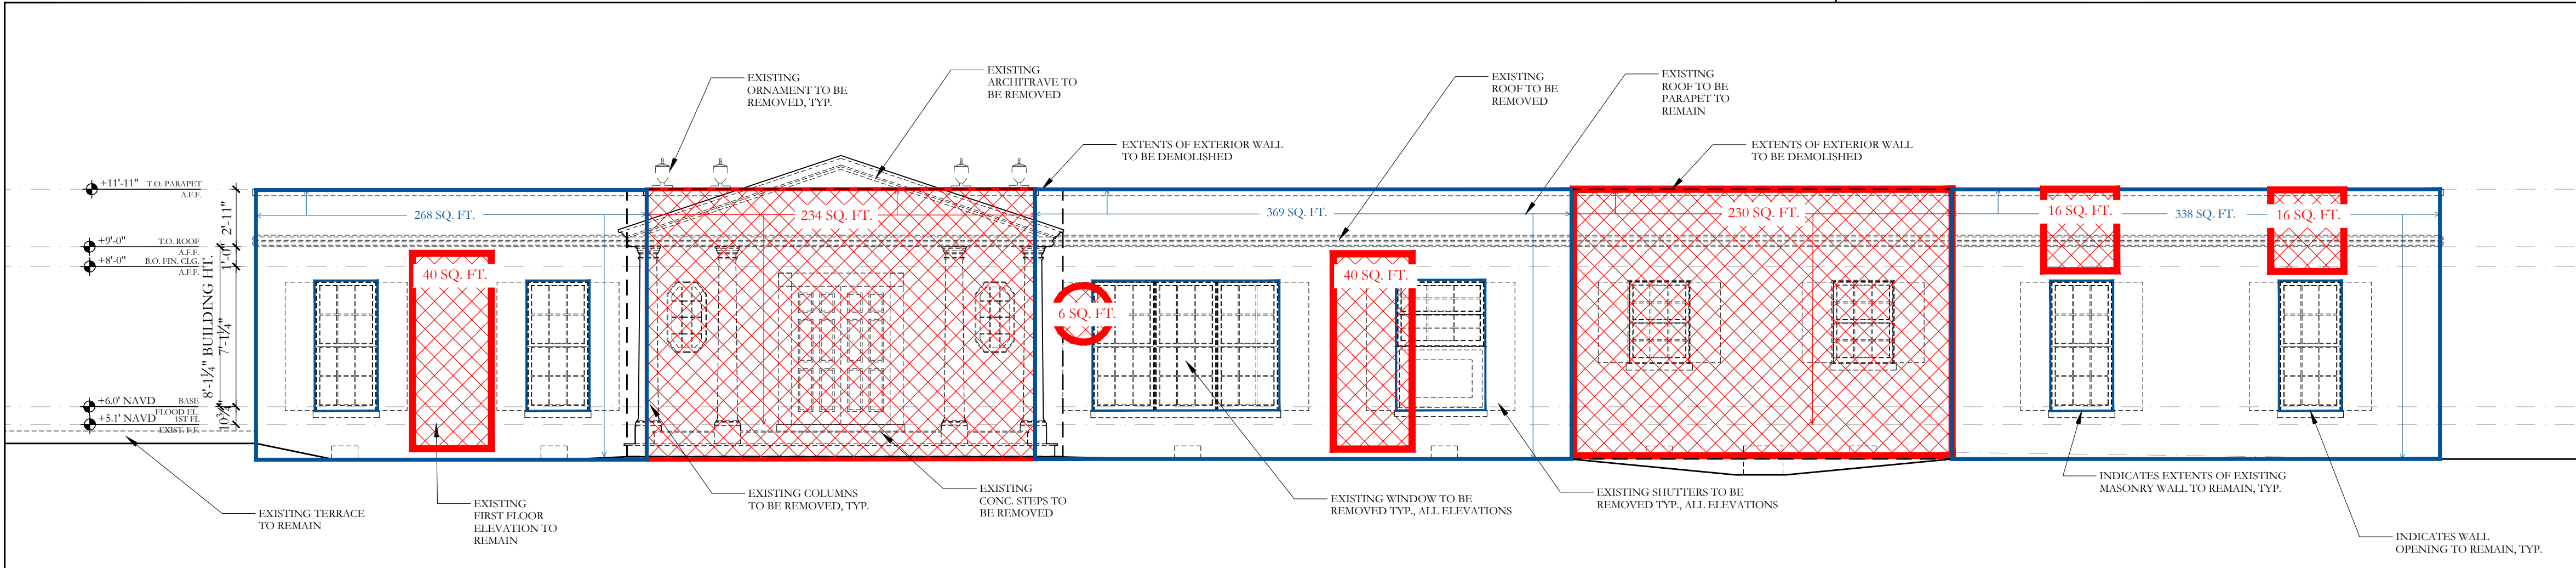 EXISTING
ORNAMENT TO BE
REMOVED, TYP.
EXISTING
ARCHITRAVE TO
BE REMOVED
EXISTING
ROOF TO BE
REMOVED
EXISTING
ROOF TO BE
PARAPET TO
REMAIN
EXTENTS OF EXTERIOR WALL
TO BE DEMOLISHED
EXTENTS OF EXTERIOR WALL
TO BE DEMOLISHED
+11'-11" T.O. PARAPET
A.F.F.
2'-11"
+9'-0" T.O. ROOF
A.F.F.
1'-0"
+8'-0" B.O. FIN. CLG.
A.F.F.
8'-1¼" BUILDING HT.
7'-1¼"
+6.0' NAVD BASE
FLOOD EL.
10¾"
+5.1' NAVD 1ST FL.
EXIST. F.F.
268 SQ. FT.
234 SQ. FT.
369 SQ. FT.
230 SQ. FT.
16 SQ. FT.
338 SQ. FT.
16 SQ. FT.
40 SQ. FT.
6 SQ. FT.
40 SQ. FT.
EXISTING TERRACE
TO REMAIN
EXISTING
FIRST FLOOR
ELEVATION TO
REMAIN
EXISTING COLUMNS
TO BE REMOVED, TYP.
EXISTING
CONC. STEPS TO
BE REMOVED
EXISTING WINDOW TO BE
REMOVED TYP., ALL ELEVATIONS
EXISTING SHUTTERS TO BE
REMOVED TYP., ALL ELEVATIONS
INDICATES EXTENTS OF EXISTING
MASONRY WALL TO REMAIN, TYP.
INDICATES WALL
OPENING TO REMAIN, TYP.